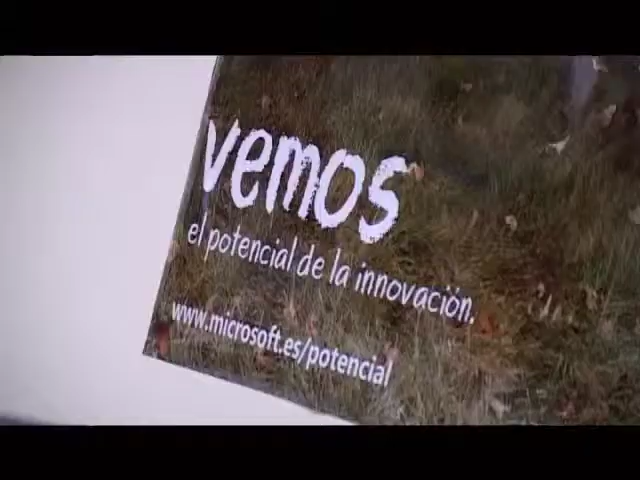 vemos
el potencial de la innovación.
www.microsoft.es/potencial